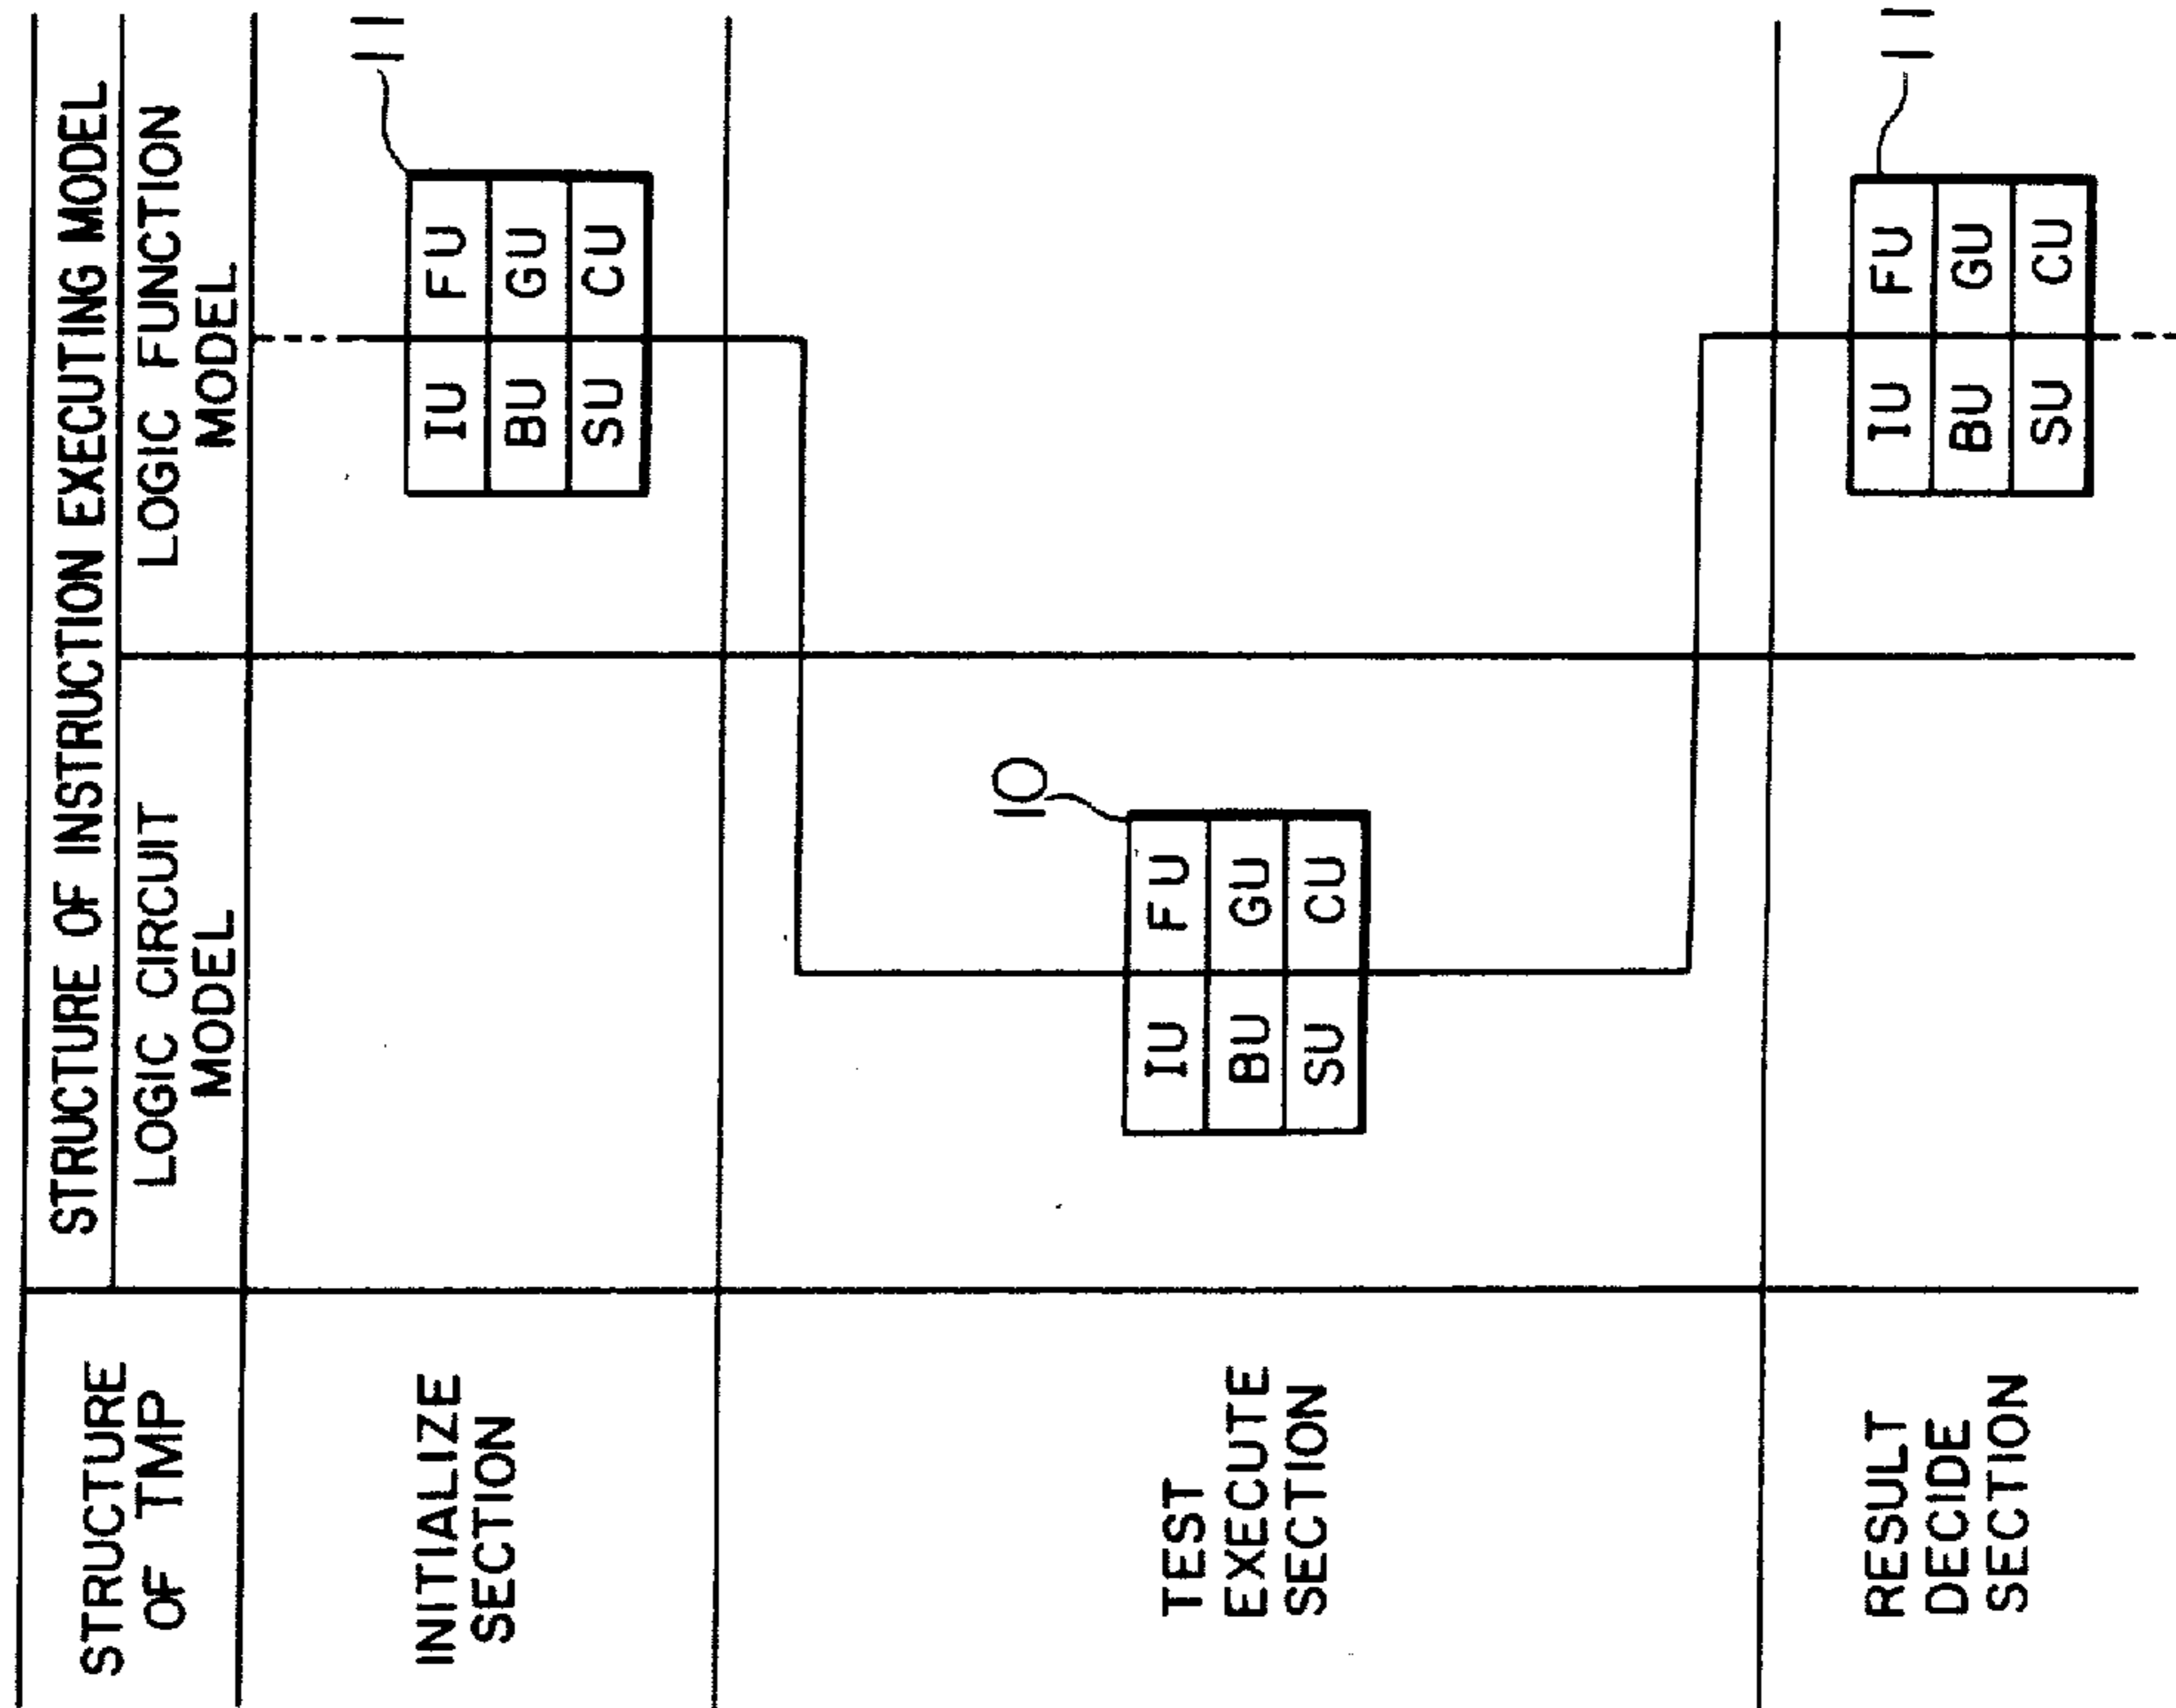 STRUCTURE
OF TMP
STRUCTURE OF INSTRUCTION EXECUTING MODEL
LOGIC CIRCUIT
MODEL
LOGIC FUNCTION
MODEL
INITIALIZE
SECTION
11
IU FU
BU GU
SU CU
TEST
EXECUTE
SECTION
10
IU FU
BU GU
SU CU
RESULT
DECIDE
SECTION
11
IU FU
BU GU
SU CU